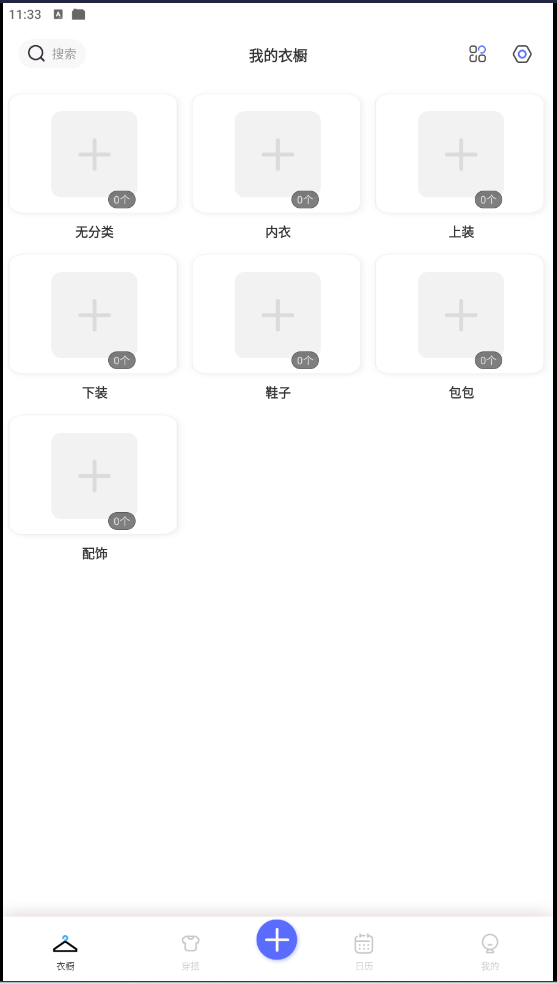 11:33
搜索
我的衣橱
0个 0个 0个
无分类 内衣 上装
0个 0个 0个
下装 鞋子 包包
0个
配饰
衣橱 穿搭 日历 我的